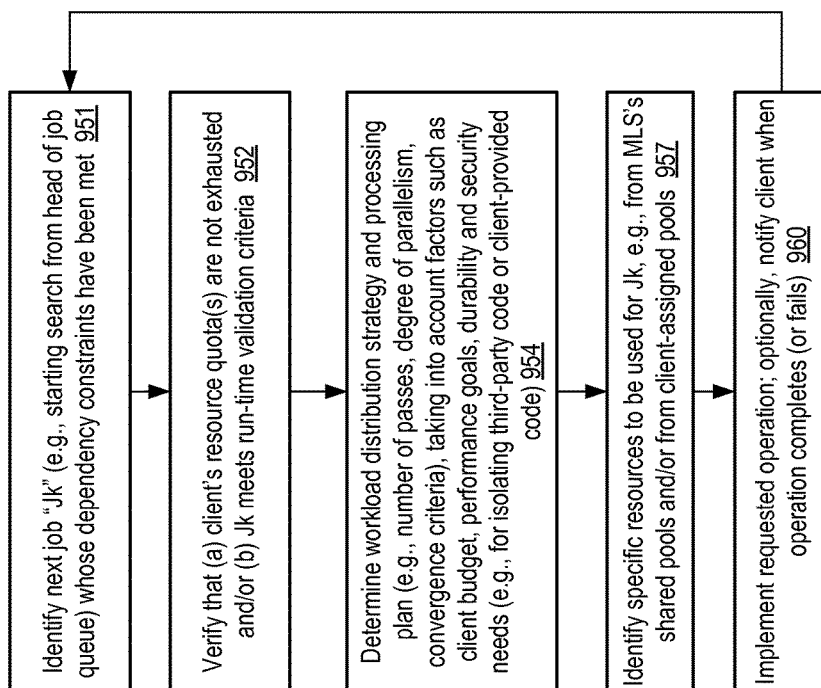 Identify next job "Jk" (e.g., starting search from head of job
queue) whose dependency constraints have been met 951
Verify that (a) client's resource quota(s) are not exhausted
and/or (b) Jk meets run-time validation criteria 952
Determine workload distribution strategy and processing
plan (e.g., number of passes, degree of parallelism,
convergence criteria), taking into account factors such as
client budget, performance goals, durability and security
needs (e.g., for isolating third-party code or client-provided
code) 954
Identify specific resources to be used for Jk, e.g., from MLS's
shared pools and/or from client-assigned pools 957
Implement requested operation; optionally, notify client when
operation completes (or fails) 960